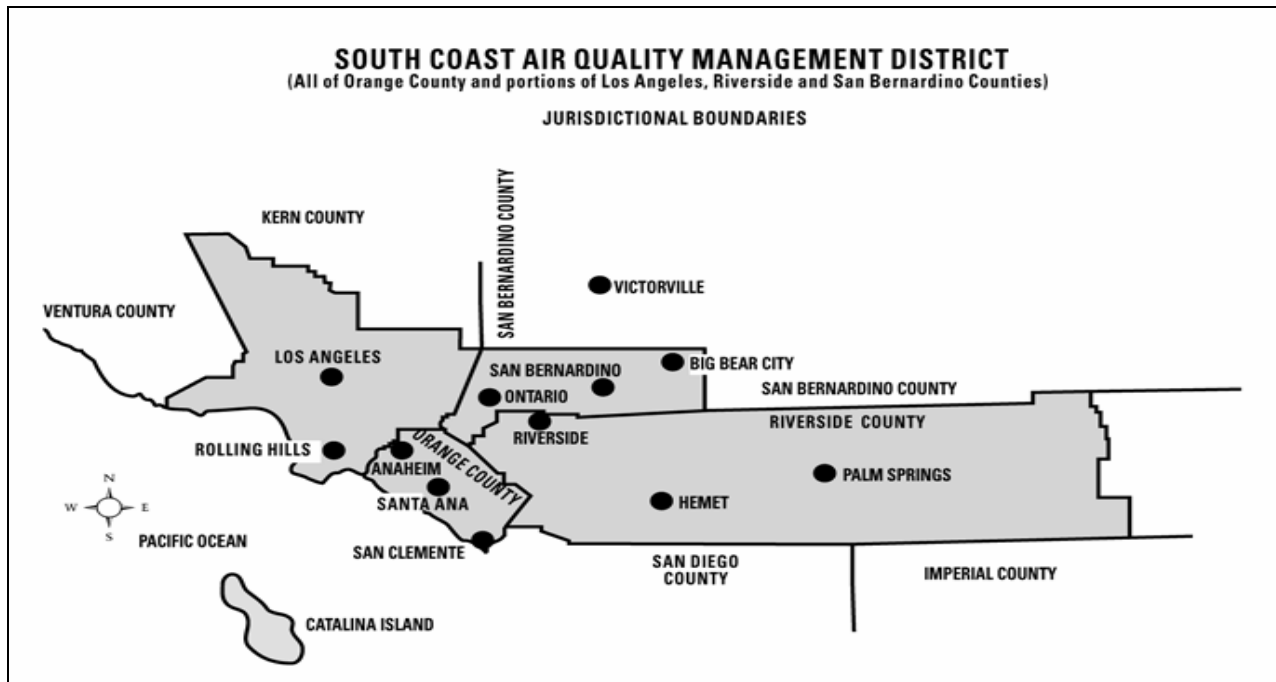 SOUTH COAST AIR QUALITY MANAGEMENT DISTRICT
(All of Orange County and portions of Los Angeles, Riverside and San Bernardino Counties)
JURISDICTIONAL BOUNDARIES
KERN COUNTY
SAN BERNARDINO COUNTY
VICTORVILLE
VENTURA COUNTY
LOS ANGELES
BIG BEAR CITY
SAN BERNARDINO
SAN BERNARDINO COUNTY
ONTARIO
RIVERSIDE COUNTY
RIVERSIDE
ORANGE COUNTY
ROLLING HILLS
ANAHEIM
PALM SPRINGS
N
W E
S
SANTA ANA
HEMET
PACIFIC OCEAN
SAN CLEMENTE
SAN DIEGO
COUNTY
IMPERIAL COUNTY
CATALINA ISLAND